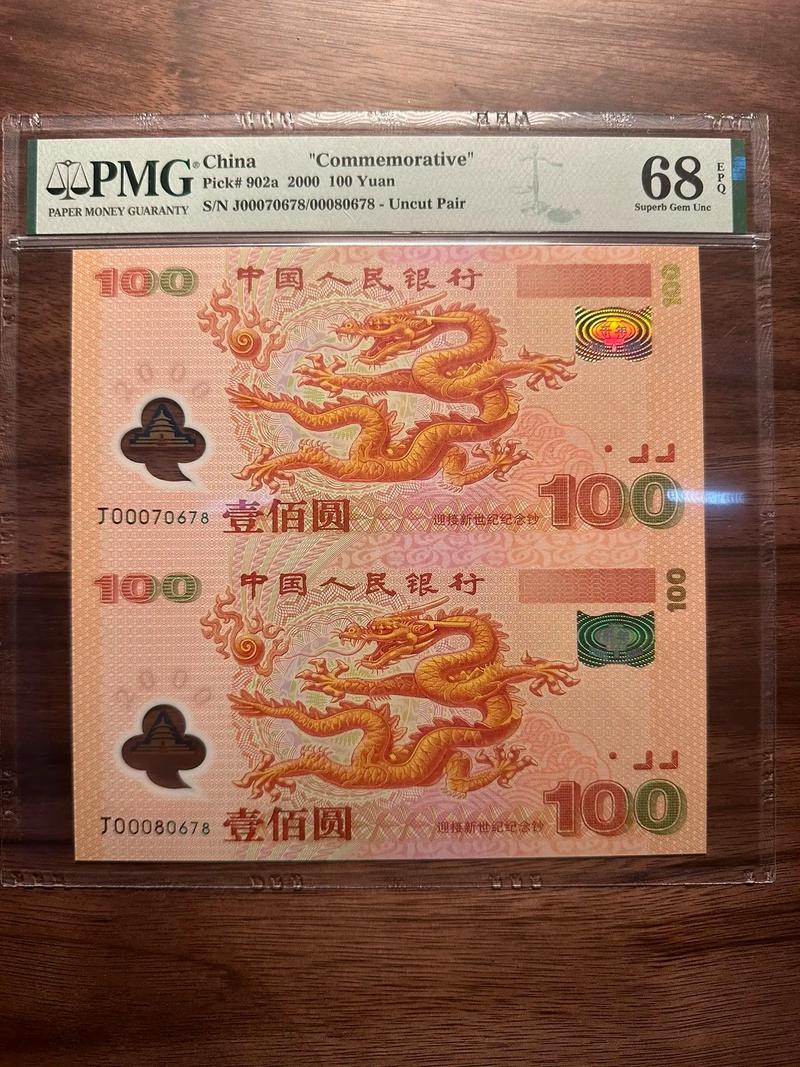 PMG®
PAPER MONEY GUARANTY
China "Commemorative"
Pick# 902a 2000 100 Yuan
S/N J00070678/00080678 - Uncut Pair
68
EPQ
Superb Gem Unc
100
中国人民银行
100
2000
J00070678
壹佰圆
迎接新世纪纪念钞
100
100
中国人民银行
100
2000
J00080678
壹佰圆
迎接新世纪纪念钞
100